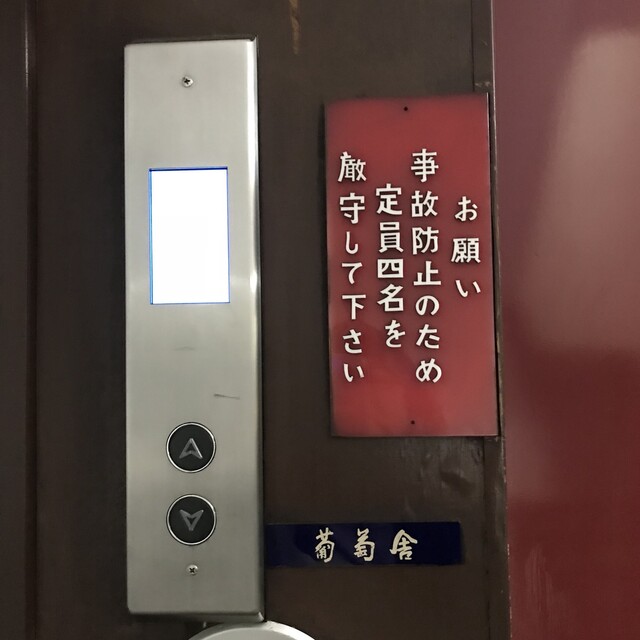 お願い
事故防止のため
定員四名を
厳守して下さい
葡萄舎